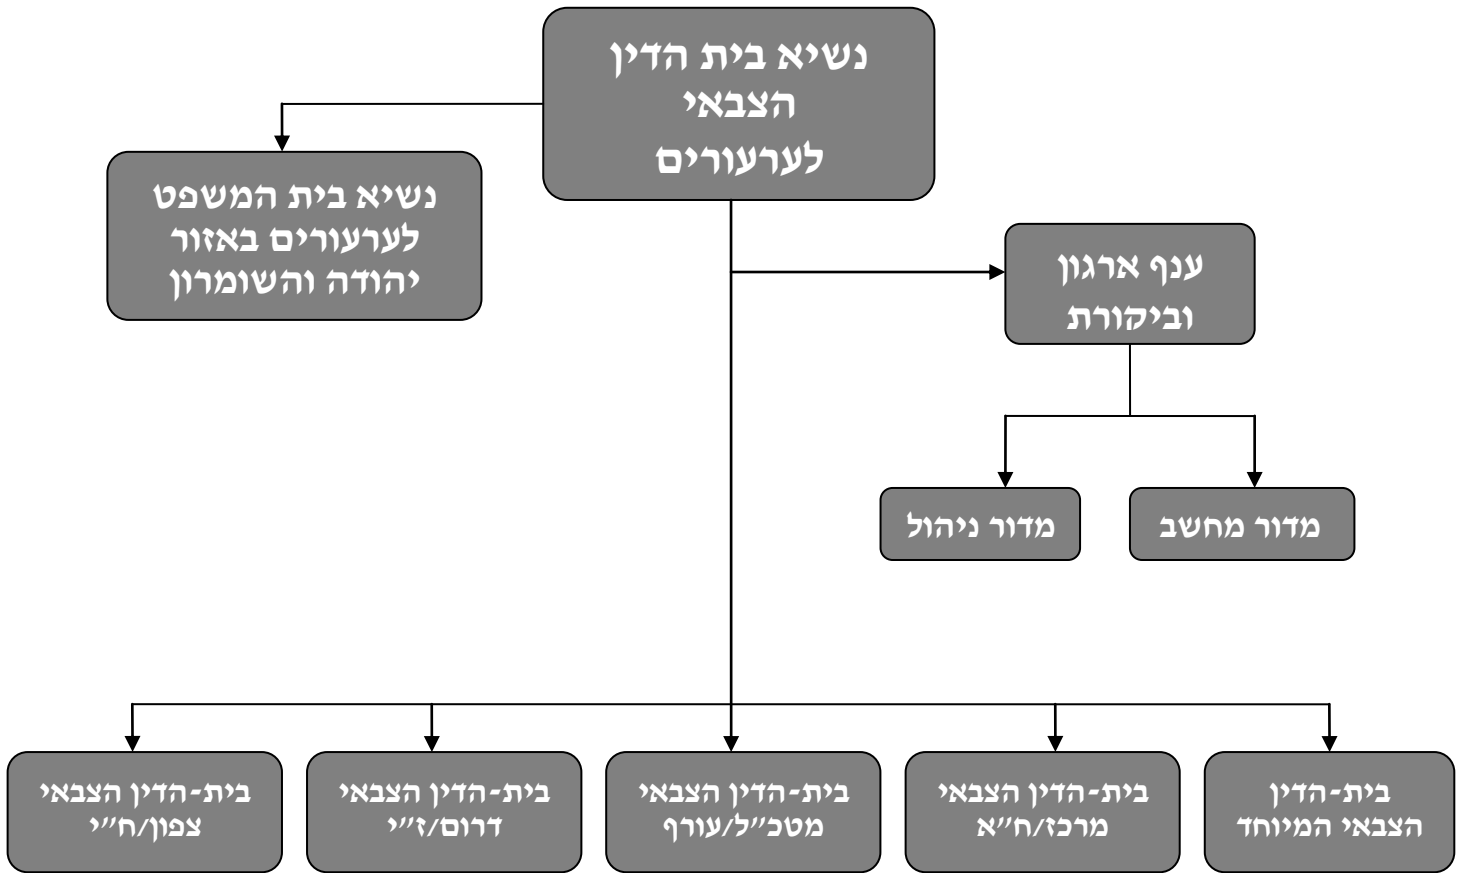 נשיא בית הדין
הצבאי
לערעורים
נשיא בית המשפט
לערעורים באזור
יהודה והשומרון
ענף ארגון
וביקורת
מדור מחשב
מדור ניהול
בית-הדין
הצבאי המיוחד
בית-הדין הצבאי
מרכז/ח״א
בית-הדין הצבאי
מטכ״ל/עורף
בית-הדין הצבאי
דרום/ז״י
בית-הדין הצבאי
צפון/ח״י